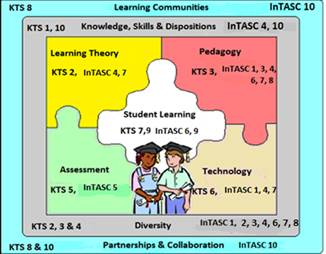 KTS 8 Learning Communities InTASC 10
KTS 1, 10 Knowledge, Skills & Dispositions InTASC 4, 10
Learning Theory
KTS 2, InTASC 4, 7
Pedagogy
KTS 3, InTASC 1, 3, 4,
6, 7, 8
Student Learning
KTS 7,9 InTASC 6, 9
Assessment
KTS 5, InTASC 5
Technology
KTS 6, InTASC 1, 4, 7
KTS 2, 3 & 4 Diversity InTASC 1, 2, 3, 4, 6, 7, 8
KTS 8 & 10 Partnerships & Collaboration InTASC 10